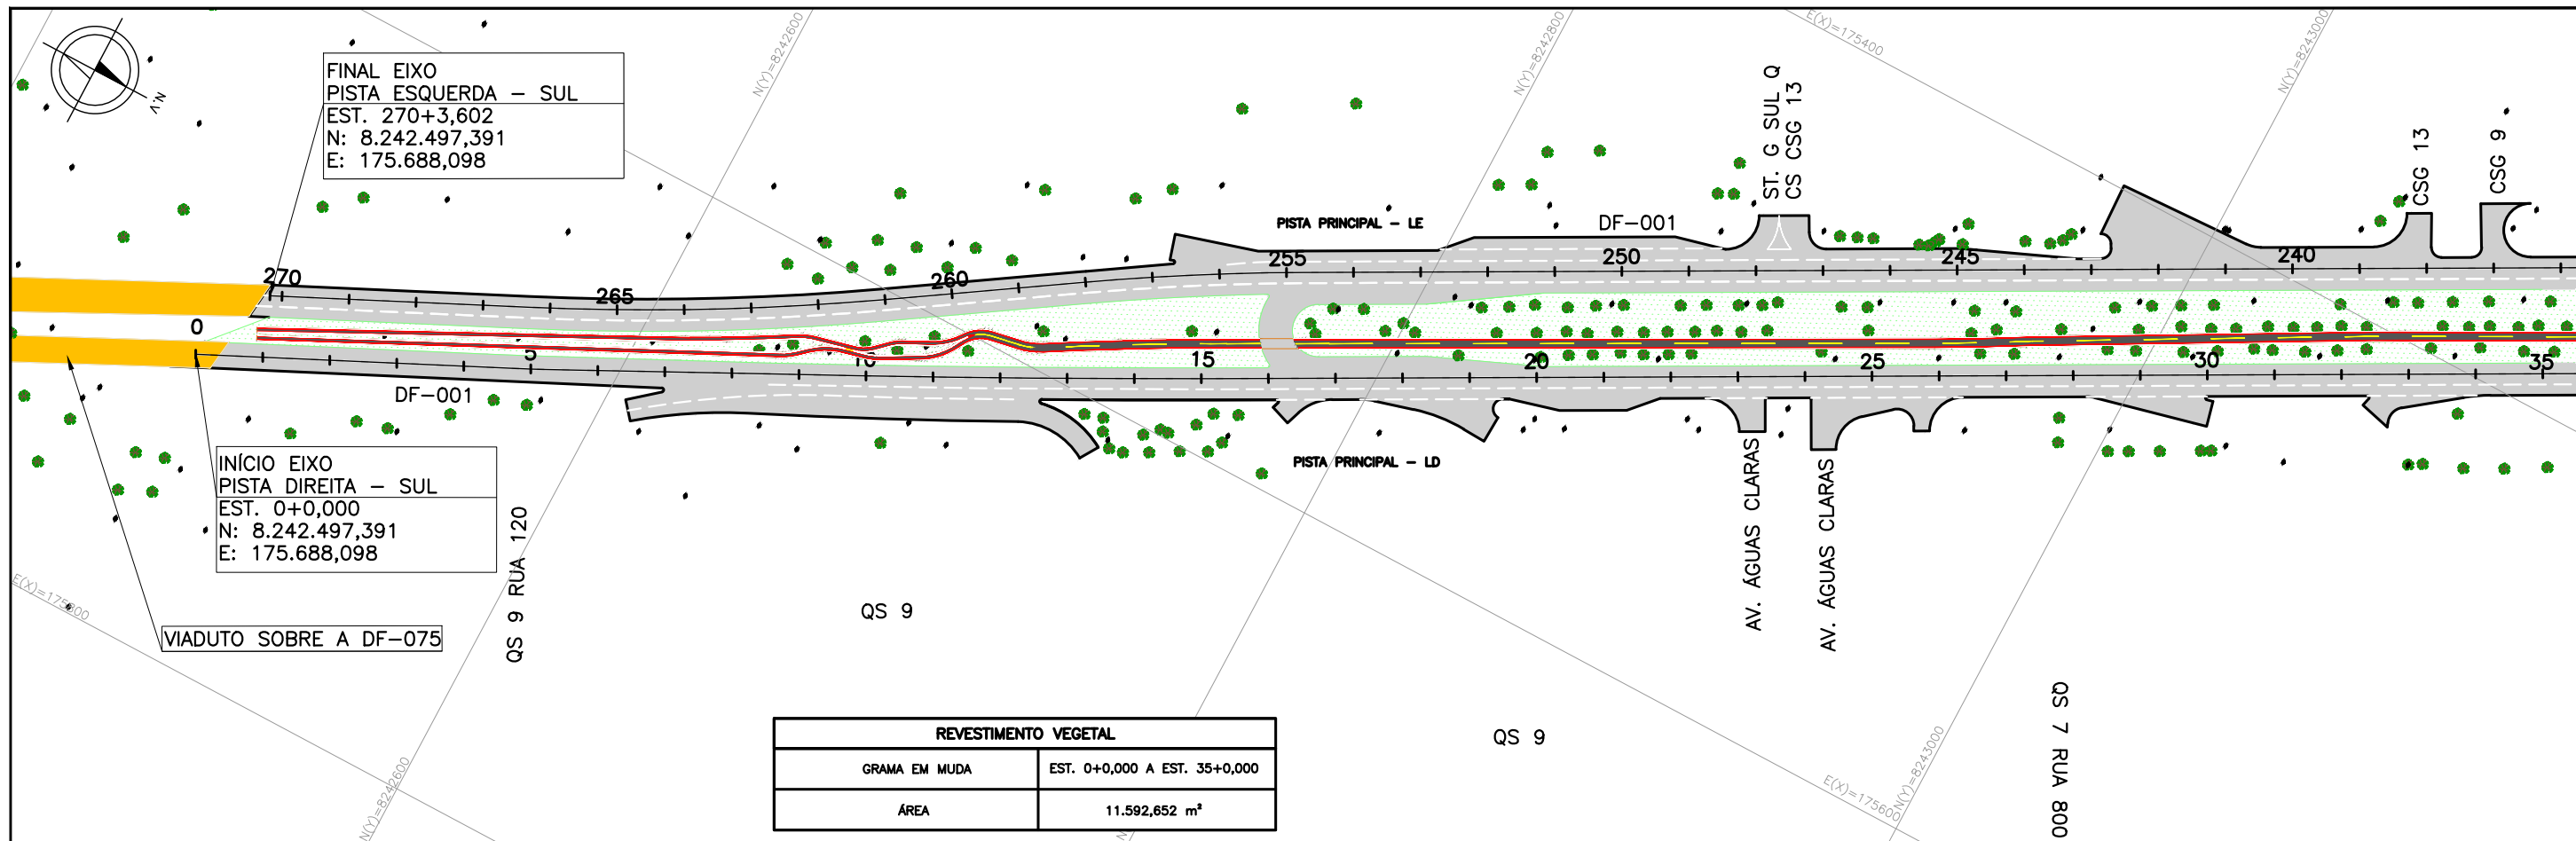 N(Y)=8242600
N(Y)=8242800
E(X)=175400
N(Y)=8243000
N.V
FINAL EIXO
PISTA ESQUERDA – SUL
EST. 270+3,602
N: 8.242.497,391
E: 175.688,098
ST. G SUL Q
CS CSG 13
CSG 13
CSG 9
PISTA PRINCIPAL – LE
DF–001
270
265
260
255
250
245
240
0
5
10
15
20
25
30
35
DF–001
PISTA PRINCIPAL – LD
INÍCIO EIXO
PISTA DIREITA – SUL
EST. 0+0,000
N: 8.242.497,391
E: 175.688,098
VIADUTO SOBRE A DF–075
QS 9 RUA 120
QS 9
AV. ÁGUAS CLARAS
AV. ÁGUAS CLARAS
QS 9
QS 7 RUA 800
E(X)=175800
N(Y)=8242600
E(X)=175600
N(Y)=8243000
REVESTIMENTO VEGETAL
GRAMA EM MUDA EST. 0+0,000 A EST. 35+0,000
ÁREA 11.592,652 m²